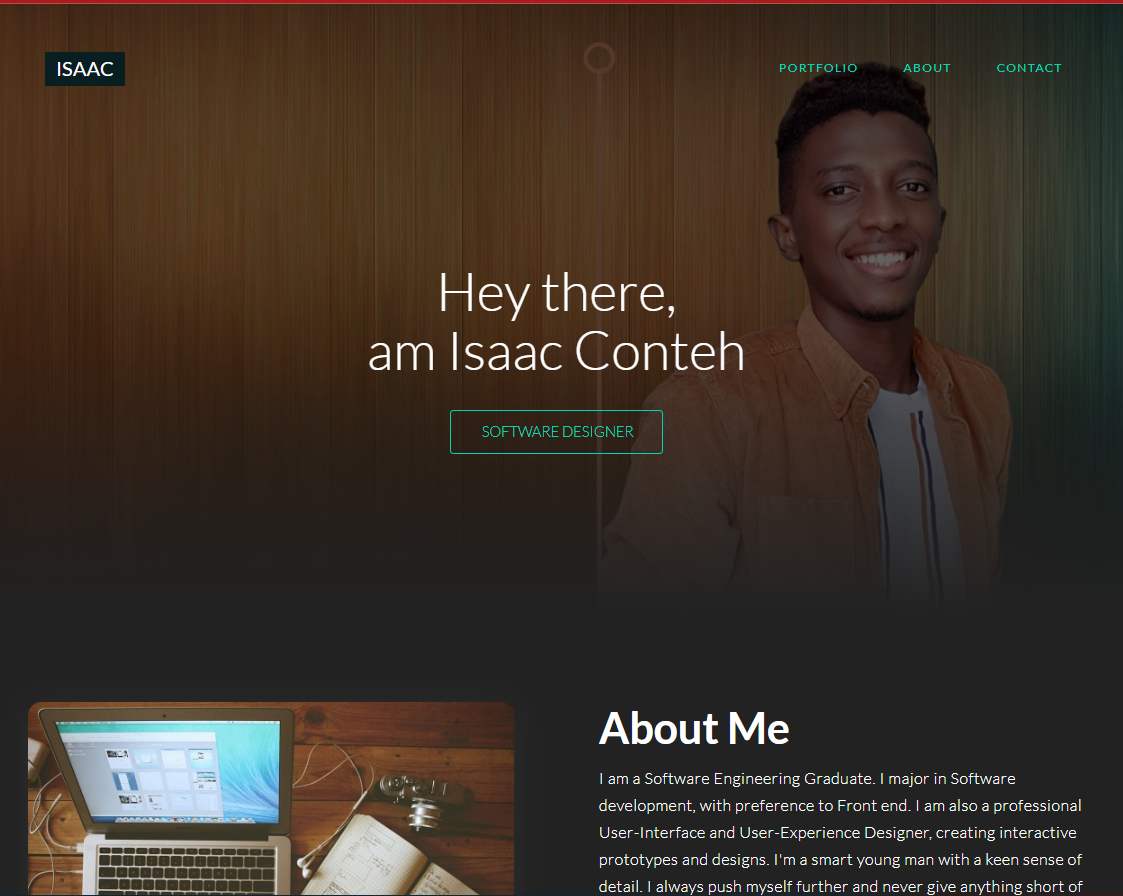 ISAAC
PORTFOLIO ABOUT CONTACT
Hey there,
am Isaac Conteh
SOFTWARE DESIGNER
About Me
I am a Software Engineering Graduate. I major in Software
development, with preference to Front end. I am also a professional
User-Interface and User-Experience Designer, creating interactive
prototypes and designs. I'm a smart young man with a keen sense of
detail. I always push myself further and never give anything short of